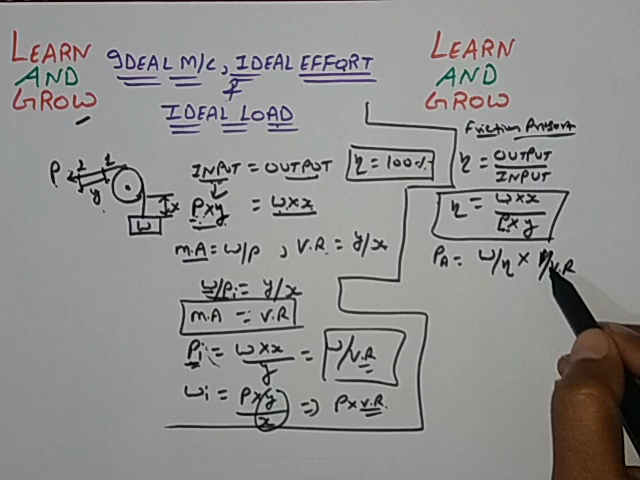 LEARN
AND
GROW
IDEAL M/C, IDEAL EFFORT
&
IDEAL LOAD
LEARN
AND
GROW
P
y
x
W
INPUT = OUTPUT
η = 100%
P×y = W×x
M.A = W/P , V.R = y/x
W/Pi = y/x
M.A = V.R
Pi = W×x/y = W/V.R
Wi = P×y/x => P×V.R.
Friction Present
η = OUTPUT/INPUT
η = W×x/P×y
PA = W/η × 1/V.R